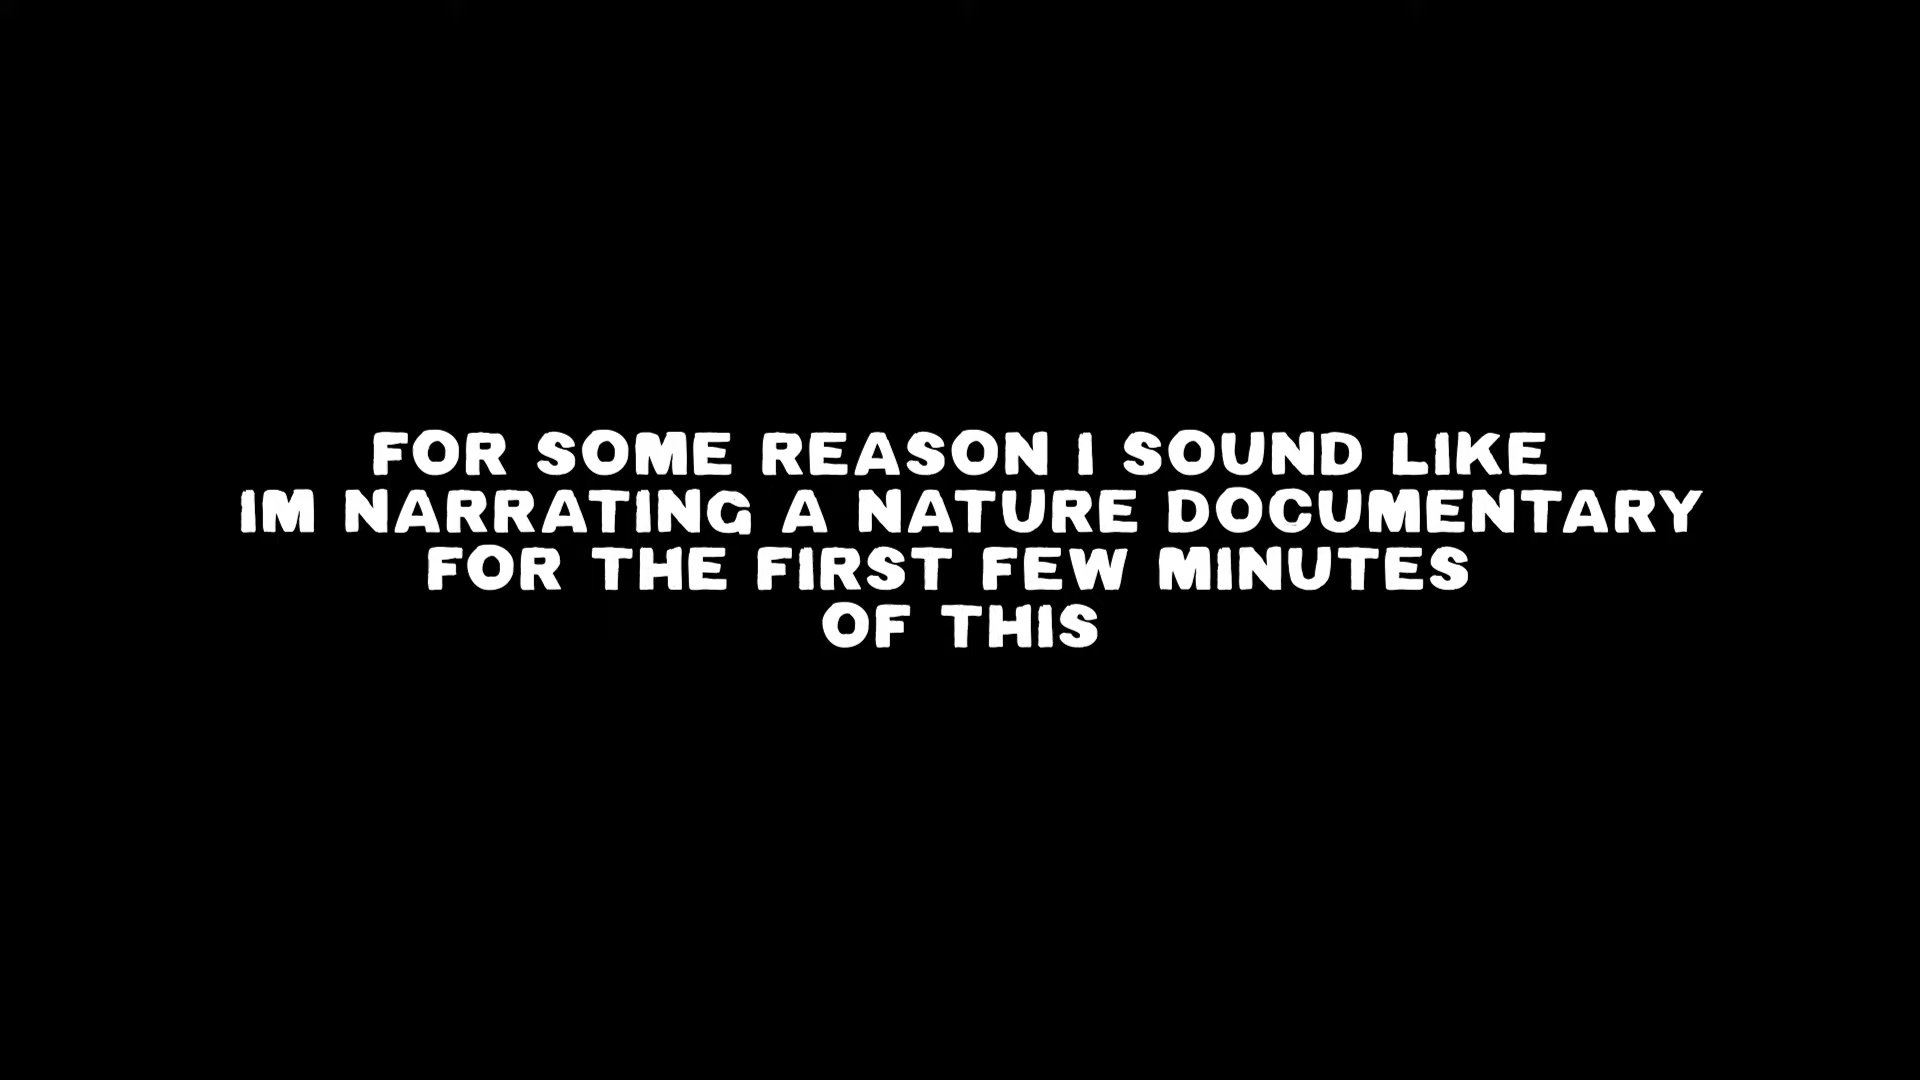 FOR SOME REASON I SOUND LIKE
IM NARRATING A NATURE DOCUMENTARY
FOR THE FIRST FEW MINUTES
OF THIS